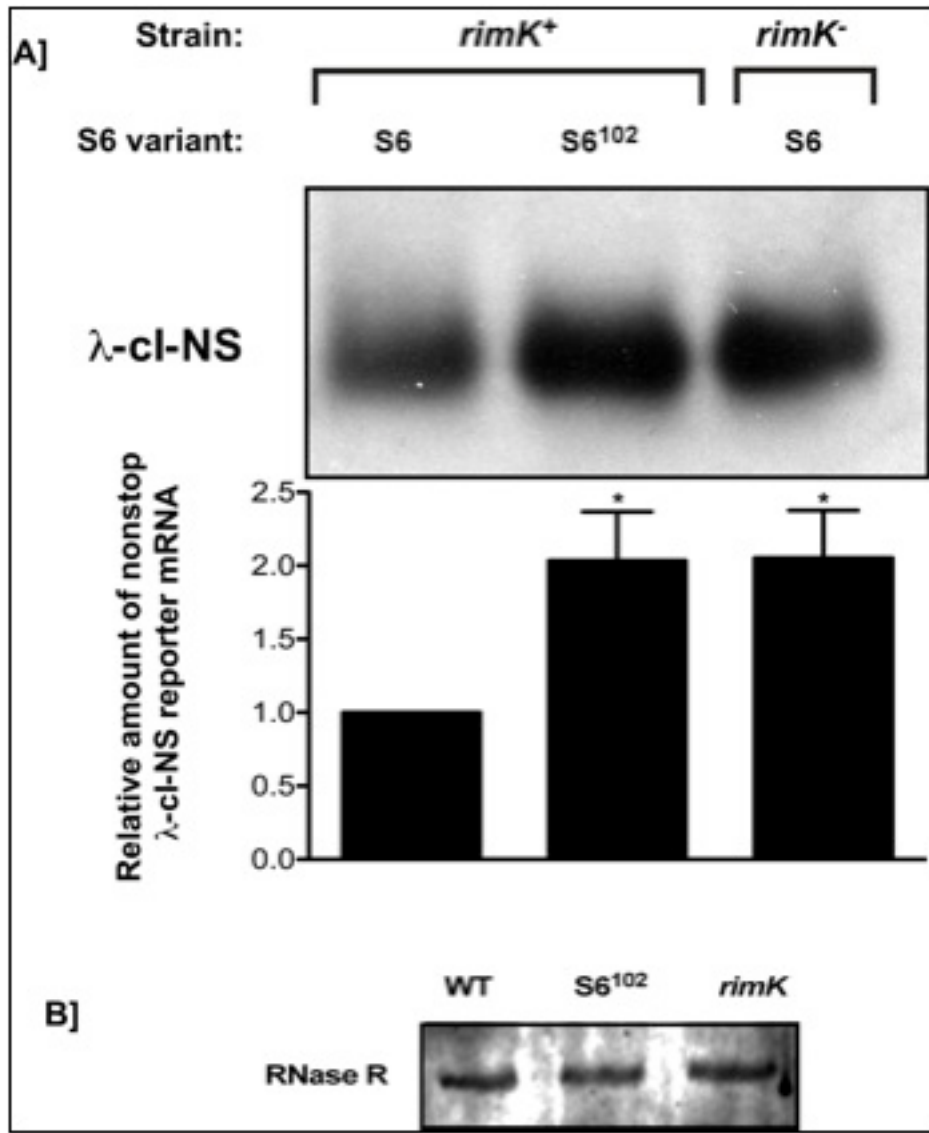 A]
Strain: rimK⁺ rimK⁻
S6 variant: S6 S6¹⁰² S6
λ-cI-NS
Relative amount of nonstop
λ-cI-NS reporter mRNA
2.5
2.0
1.5
1.0
0.5
0.0
* *
B]
WT S6¹⁰² rimK
RNase R